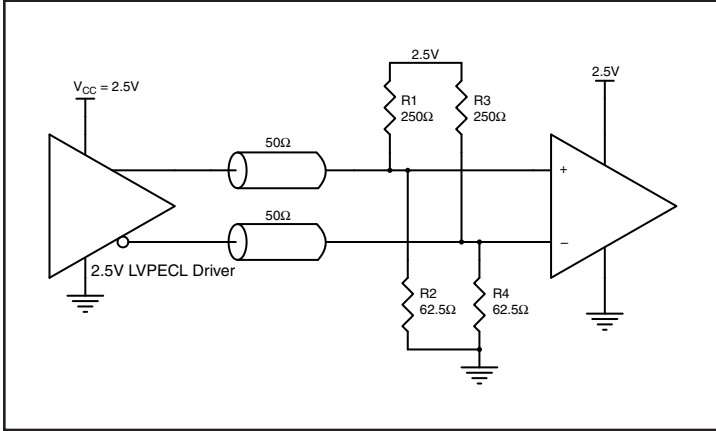 2.5V
V_CC = 2.5V
2.5V
R1
250Ω
R3
250Ω
50Ω
+
50Ω
−
2.5V LVPECL Driver
R2
62.5Ω
R4
62.5Ω